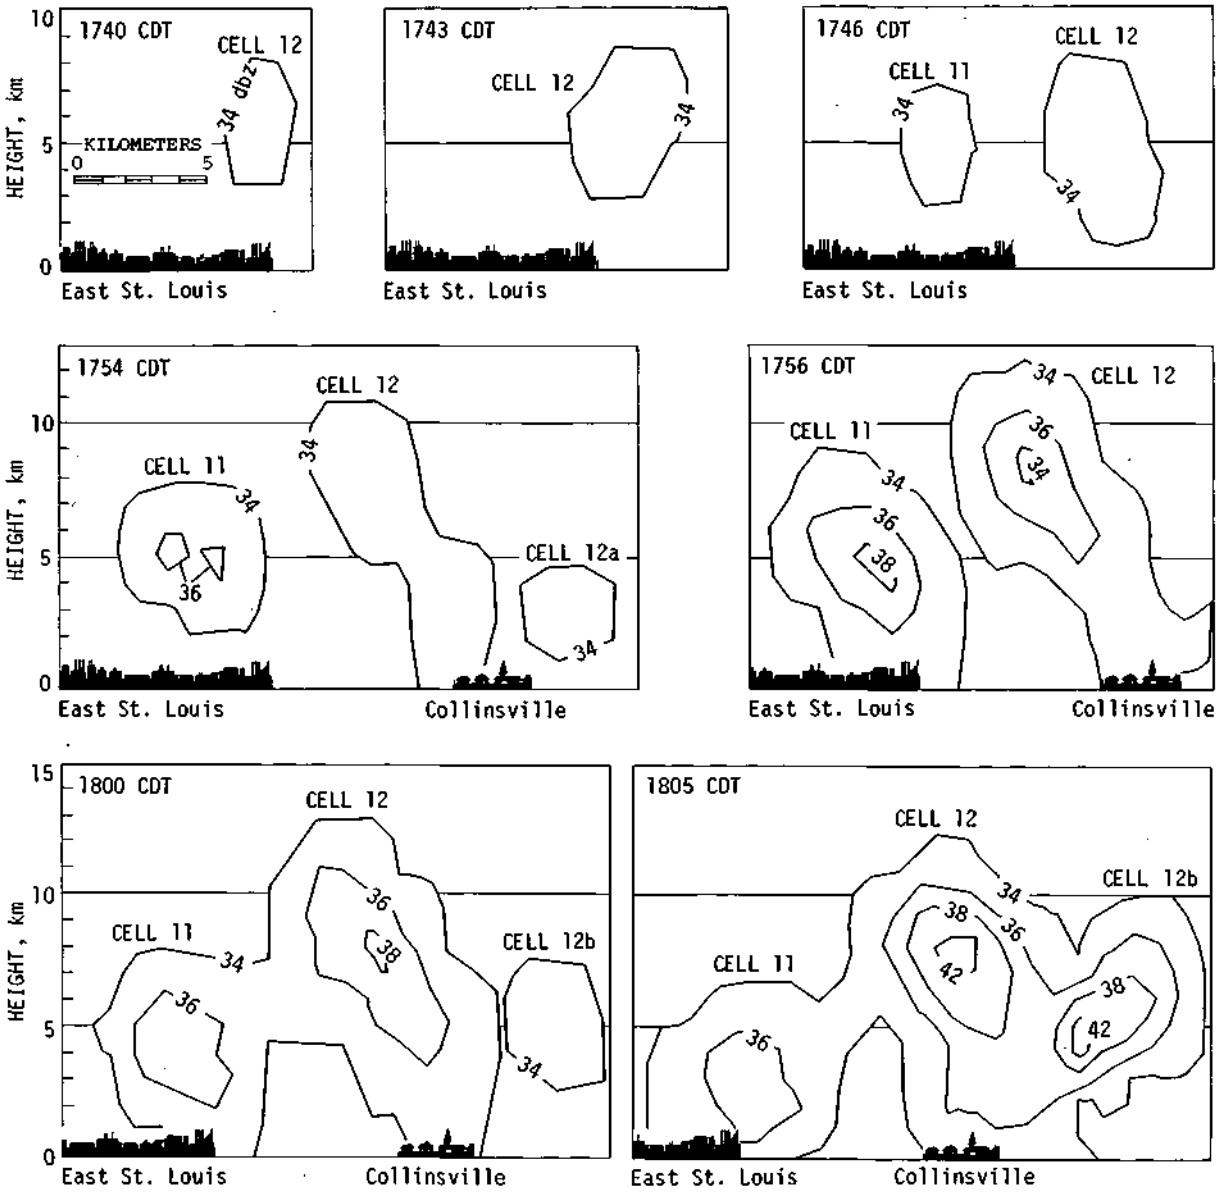 10
1740 CDT
CELL 12
34 dbz
HEIGHT, km
5
KILOMETERS
0 5
0
East St. Louis
1743 CDT
CELL 12
34
East St. Louis
1746 CDT
CELL 12
CELL 11
34
34
East St. Louis
1754 CDT
CELL 12
10
34
CELL 11
34
HEIGHT, km
5
CELL 12a
36
34
0
East St. Louis Collinsville
1756 CDT
34
CELL 12
CELL 11
36
34
34
36
38
East St. Louis Collinsville
15
1800 CDT
CELL 12
10
36
HEIGHT, km
CELL 11
34
38
CELL 12b
36
5
34
0
East St. Louis Collinsville
1805 CDT
CELL 12
34
CELL 12b
38
36
CELL 11
42
38
36
42
East St. Louis Collinsville